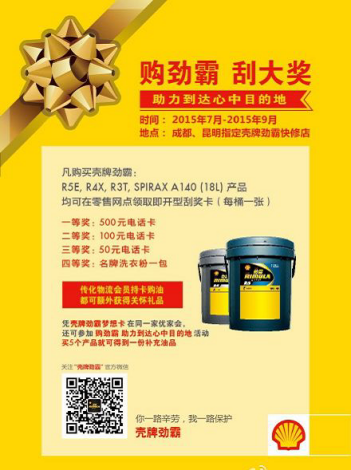 购劲霸 刮大奖
助力到达心中目的地
时间： 2015年7月-2015年9月
地点： 成都、昆明指定壳牌劲霸快修店
凡购买壳牌劲霸：
R5E, R4X, R3T, SPIRAX A140 (18L) 产品
均可在零售网点领取即开型刮奖卡（每桶一张）
一等奖：500元电话卡
二等奖：100元电话卡
三等奖：50元电话卡
四等奖：名牌洗衣粉一包
传化物流会员持卡购油
都可额外获得关怀礼品
RIMULA
凭壳牌劲霸梦想卡在同一家优家会。
还可参加 购劲霸 助力到达心中目的地 活动
买5个产品就可得到一份补充油品
关注“壳牌劲霸”官方微信
你一路辛劳，我一路保护
壳牌劲霸